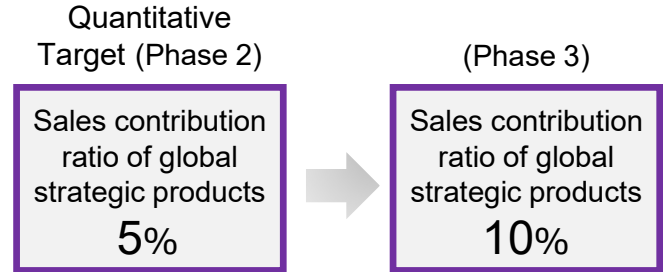 Quantitative
Target (Phase 2)
Sales contribution
ratio of global
strategic products
5%
(Phase 3)
Sales contribution
ratio of global
strategic products
10%